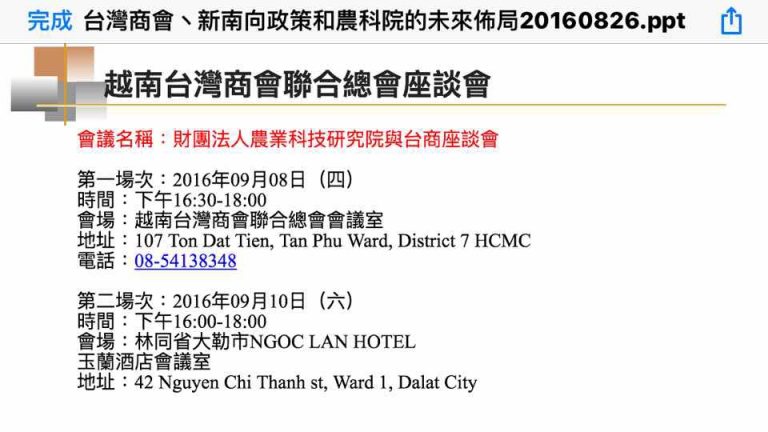 完成 台灣商會、新南向政策和農科院的未來佈局20160826.ppt
越南台灣商會聯合總會座談會
會議名稱：財團法人農業科技研究院與台商座談會
第一場次：2016年09月08日（四）
時間：下午16:30-18:00
會場：越南台灣商會聯合總會會議室
地址：107 Ton Dat Tien, Tan Phu Ward, District 7 HCMC
電話：08-54138348
第二場次：2016年09月10日（六）
時間：下午16:00-18:00
會場：林同省大勒市NGOC LAN HOTEL
玉蘭酒店會議室
地址：42 Nguyen Chi Thanh st, Ward 1, Dalat City